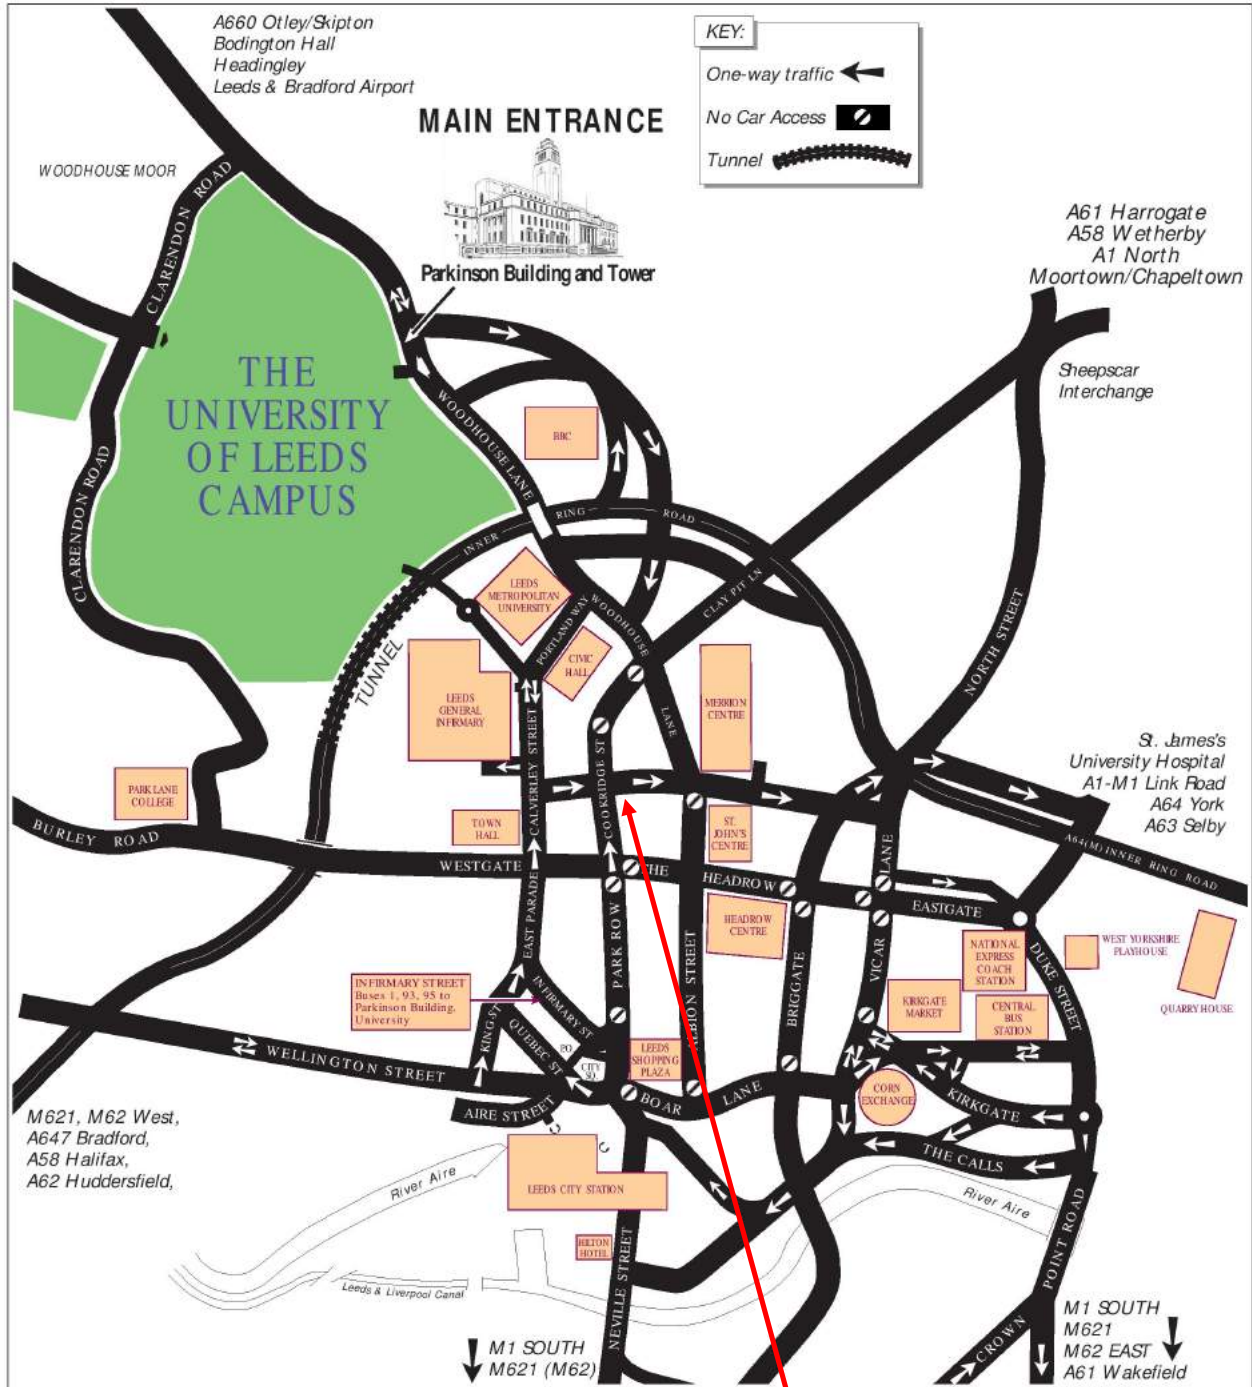 A660 Otley/Skipton
Bodington Hall
Headingley
Leeds & Bradford Airport
KEY:
One-way traffic
No Car Access
Tunnel
MAIN ENTRANCE
Parkinson Building and Tower
WOODHOUSE MOOR
CLARENDON ROAD
A61 Harrogate
A58 Wetherby
A1 North
Moortown/Chapeltown
Sheepscar
Interchange
THE
UNIVERSITY
OF LEEDS
CAMPUS
WOODHOUSE LANE
BBC
CLARENDON ROAD
INNER RING ROAD
CLAY PIT LN
NORTH STREET
LEEDS
METROPOLITAN
UNIVERSITY
PORTLAND WAY
WOODHOUSE LANE
CIVIC
HALL
TUNNEL
LEEDS
GENERAL
INFIRMARY
MERRION
CENTRE
CALVERLEY STREET
COOKRIDGE ST
St. James's
University Hospital
A1-M1 Link Road
A64 York
A63 Selby
PARK LANE
COLLEGE
BURLEY ROAD
TOWN
HALL
ST.
JOHN'S
CENTRE
A64(M) INNER RING ROAD
WESTGATE
THE HEADROW
EASTGATE
EAST PARADE
PARK ROW
ALBION STREET
HEADROW
CENTRE
BRIGGATE
VICAR LANE
NATIONAL
EXPRESS
COACH
STATION
DUKE STREET
WEST YORKSHIRE
PLAYHOUSE
QUARRY HOUSE
INFIRMARY STREET
Buses 1, 93, 95 to
Parkinson Building,
University
INFIRMARY ST
KIRKGATE
MARKET
CENTRAL
BUS
STATION
KING ST
QUEBEC ST
PO
CITY
SQ
LEEDS
SHOPPING
PLAZA
WELLINGTON STREET
AIRE STREET
BOAR LANE
CORN
EXCHANGE
KIRKGATE
THE CALLS
M621, M62 West,
A647 Bradford,
A58 Halifax,
A62 Huddersfield,
River Aire
LEEDS CITY STATION
River Aire
HILTON
HOTEL
NEVILLE STREET
Leeds & Liverpool Canal
CROWN POINT ROAD
M1 SOUTH
M621 (M62)
M1 SOUTH
M621
M62 EAST
A61 Wakefield